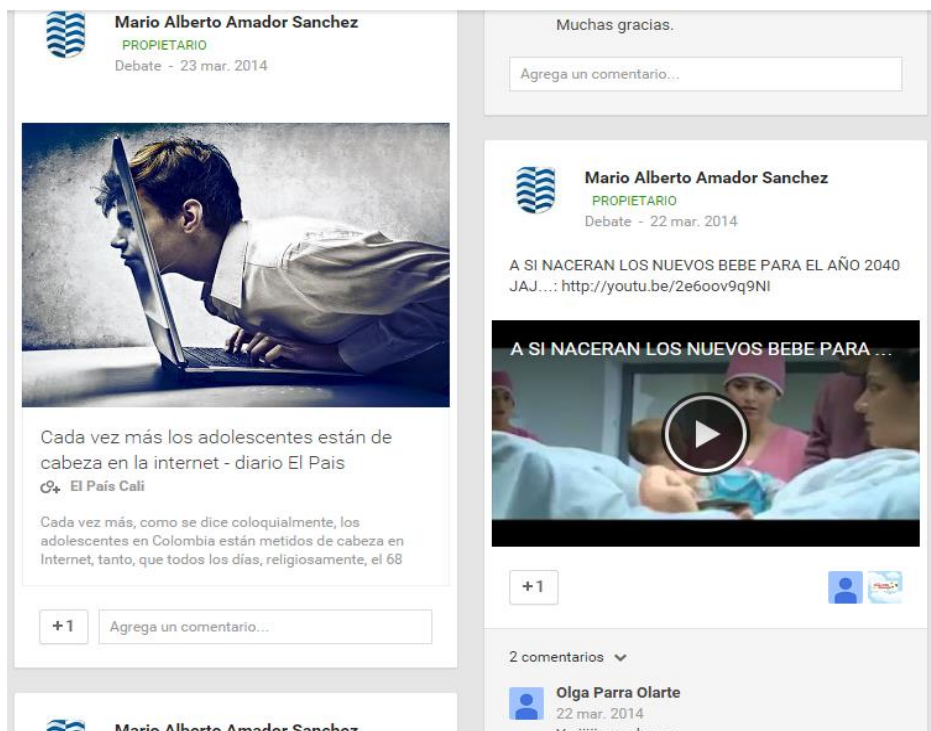 Mario Alberto Amador Sanchez
PROPIETARIO
Debate - 23 mar. 2014
Cada vez más los adolescentes están de
cabeza en la internet - diario El Pais
El País Cali
Cada vez más, como se dice coloquialmente, los
adolescentes en Colombia están metidos de cabeza en
Internet, tanto, que todos los días, religiosamente, el 68
+1
Agrega un comentario...
Mario Alberto Amador Sanchez
Muchas gracias.
Agrega un comentario...
Mario Alberto Amador Sanchez
PROPIETARIO
Debate - 22 mar. 2014
A SI NACERAN LOS NUEVOS BEBE PARA EL AÑO 2040
JAJ...: http://youtu.be/2e6oov9q9NI
A SI NACERAN LOS NUEVOS BEBE PARA ...
+1
2 comentarios
Olga Parra Olarte
22 mar. 2014